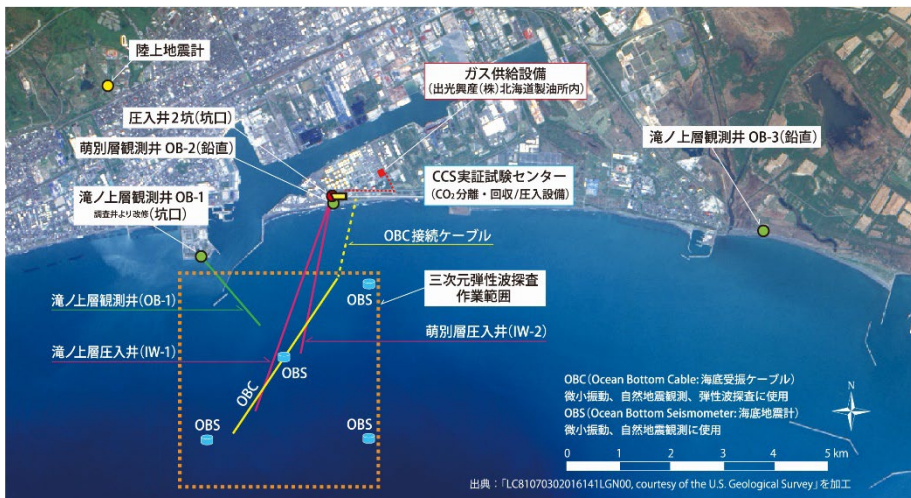 陸上地震計
ガス供給設備
(出光興産(株)北海道製油所内)
圧入井2坑(坑口)
萌別層観測井 OB-2(鉛直)
滝ノ上層観測井 OB-3(鉛直)
CCS実証試験センター
(CO₂分離・回収/圧入設備)
滝ノ上層観測井 OB-1
調査井より改修(坑口)
OBC接続ケーブル
三次元弾性波探査
作業範囲
OBS
滝ノ上層観測井(OB-1)
萌別層圧入井(IW-2)
滝ノ上層圧入井(IW-1)
OBS
OBC
OBS
OBS
OBC(Ocean Bottom Cable:海底受振ケーブル)
微小振動、自然地震観測、弾性波探査に使用
OBS(Ocean Bottom Seismometer:海底地震計)
微小振動、自然地震観測に使用
N
0 1 2 3 4 5 km
出典:「LC81070302016141LGN00, courtesy of the U.S. Geological Survey」を加工